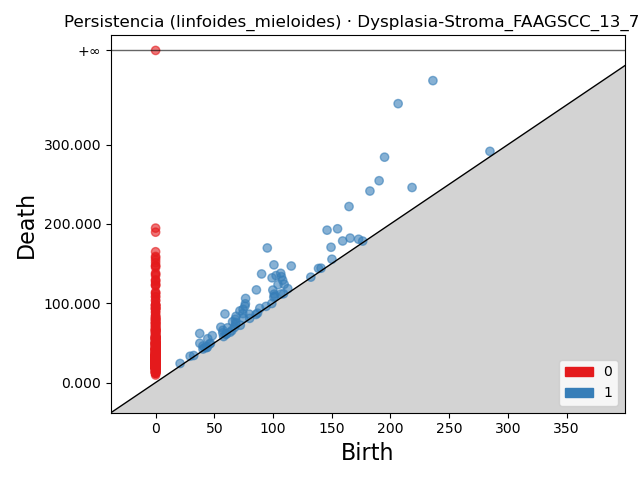 Persistencia (linfoides_mieloides) · Dysplasia-Stroma_FAAGSCC_13_7
+∞
300.000
200.000
100.000
0.000
Death
0
1
0 50 100 150 200 250 300 350
Birth